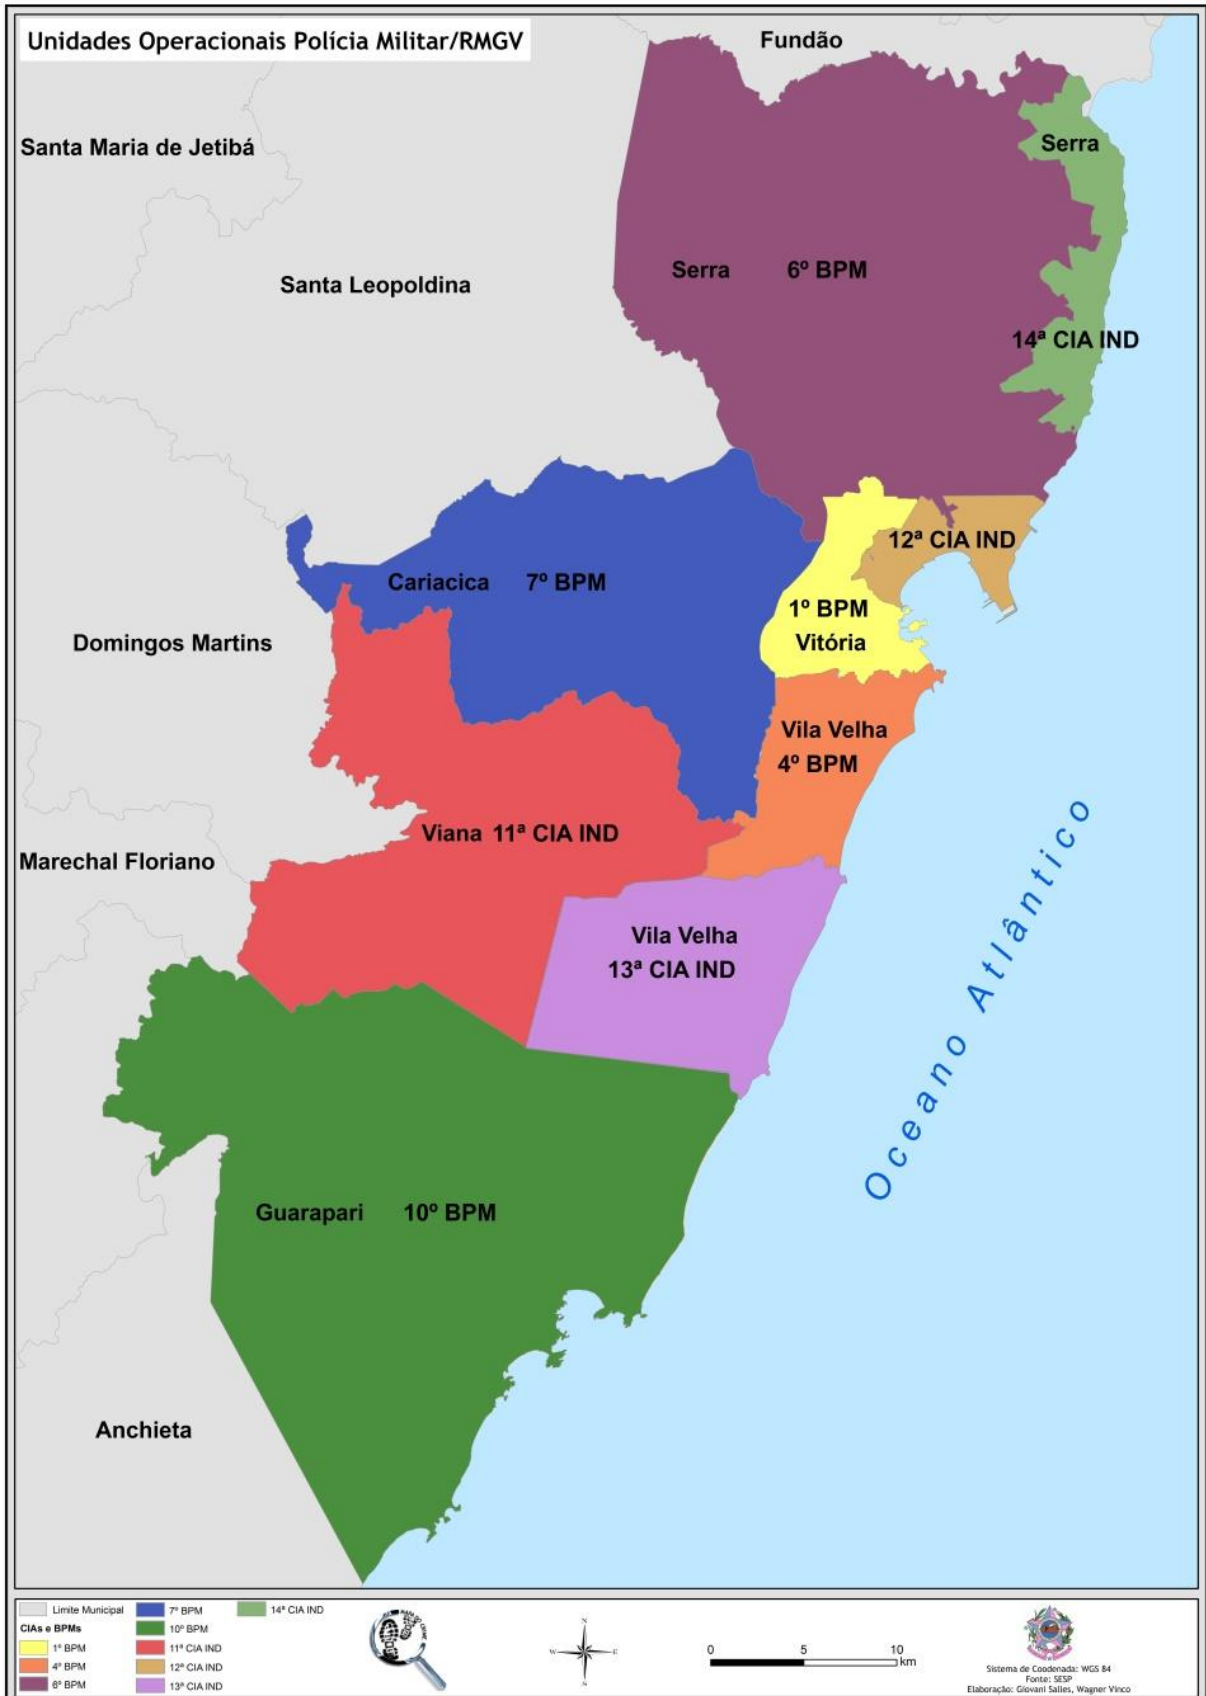 Unidades Operacionais Polícia Militar/RMGV
Fundão
Santa Maria de Jetibá
Serra
Santa Leopoldina
Serra 6º BPM
14ª CIA IND
12ª CIA IND
Cariacica 7º BPM
1º BPM
Vitória
Domingos Martins
Vila Velha
4º BPM
Viana 11ª CIA IND
Marechal Floriano
Vila Velha
13ª CIA IND
Oceano Atlântico
Guarapari 10º BPM
Anchieta
Limite Municipal
CIAs e BPMs
1º BPM
4º BPM
6º BPM
7º BPM
10º BPM
11ª CIA IND
12ª CIA IND
13ª CIA IND
14ª CIA IND
MAPA DO CRIME
N
W E
S
0 5 10
km
Sistema de Coodenada: WGS 84
Fonte: SESP
Elaboração: Giovani Salles, Wagner Vinco